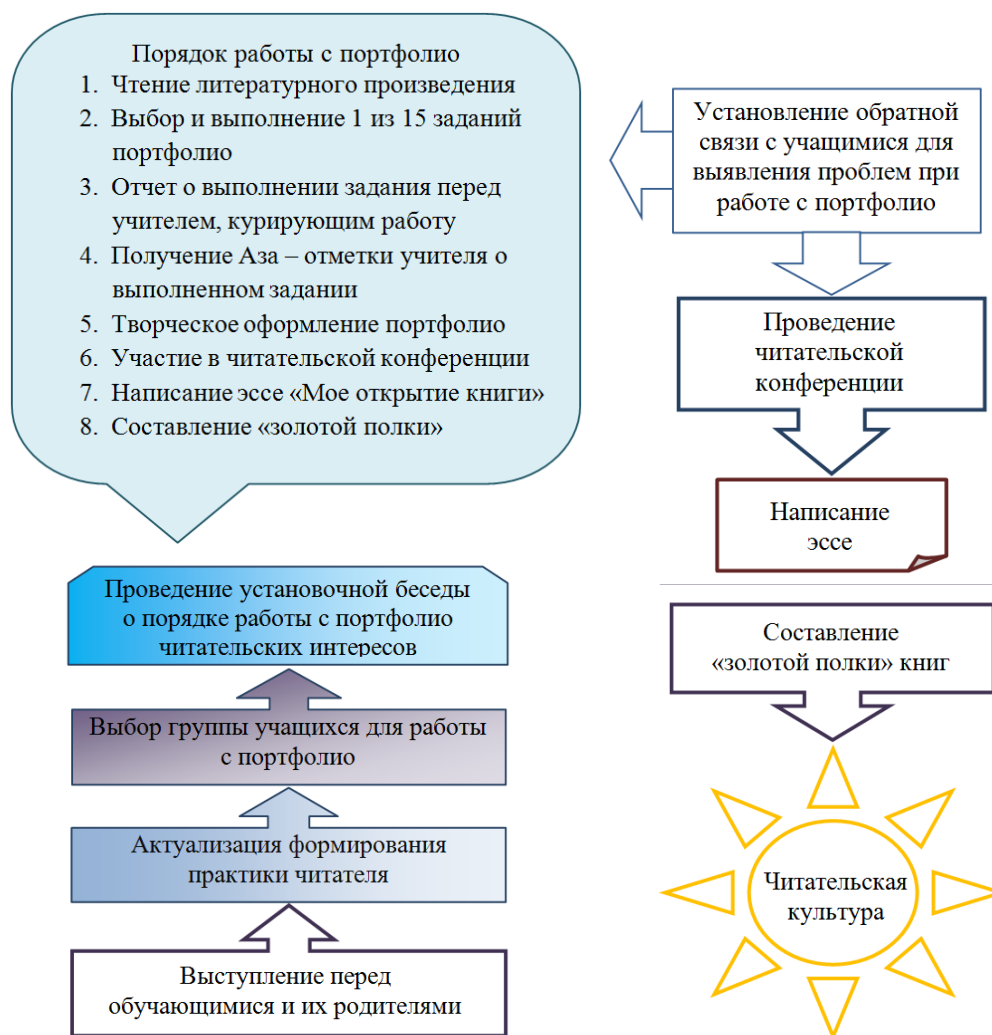 Порядок работы с портфолио
1. Чтение литературного произведения
2. Выбор и выполнение 1 из 15 заданий
портфолио
3. Отчет о выполнении задания перед
учителем, курирующим работу
4. Получение Аза – отметки учителя о
выполненном задании
5. Творческое оформление портфолио
6. Участие в читательской конференции
7. Написание эссе «Мое открытие книги»
8. Составление «золотой полки»
Проведение установочной беседы
о порядке работы с портфолио
читательских интересов
Выбор группы учащихся для работы
с портфолио
Актуализация формирования
практики читателя
Выступление перед
обучающимися и их родителями
Установление обратной
связи с учащимися для
выявления проблем при
работе с портфолио
Проведение
читательской
конференции
Написание
эссе
Составление
«золотой полки» книг
Читательская
культура